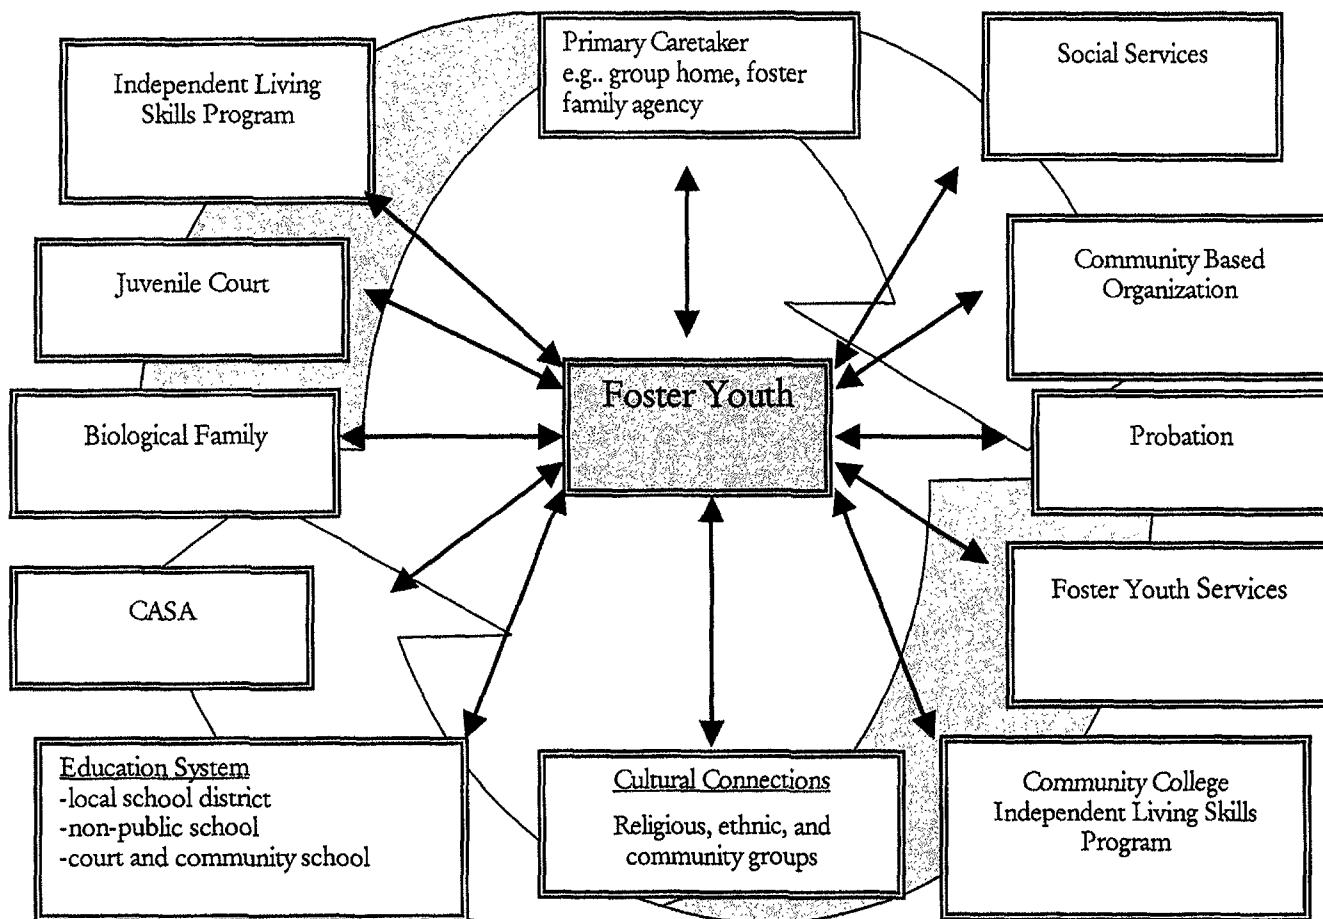 Independent Living
Skills Program
Primary Caretaker
e.g.. group home, foster
family agency
Social Services
Juvenile Court
Community Based
Organization
Foster Youth
Biological Family
Probation
CASA
Foster Youth Services
Education System
-local school district
-non-public school
-court and community school
Cultural Connections
Religious, ethnic, and
community groups
Community College
Independent Living Skills
Program